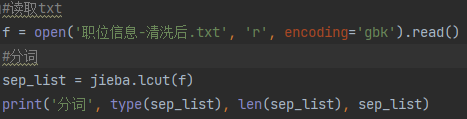 #读取txt
f = open('职位信息-清洗后.txt', 'r', encoding='gbk').read()
#分词
sep_list = jieba.lcut(f)
print('分词', type(sep_list), len(sep_list), sep_list)